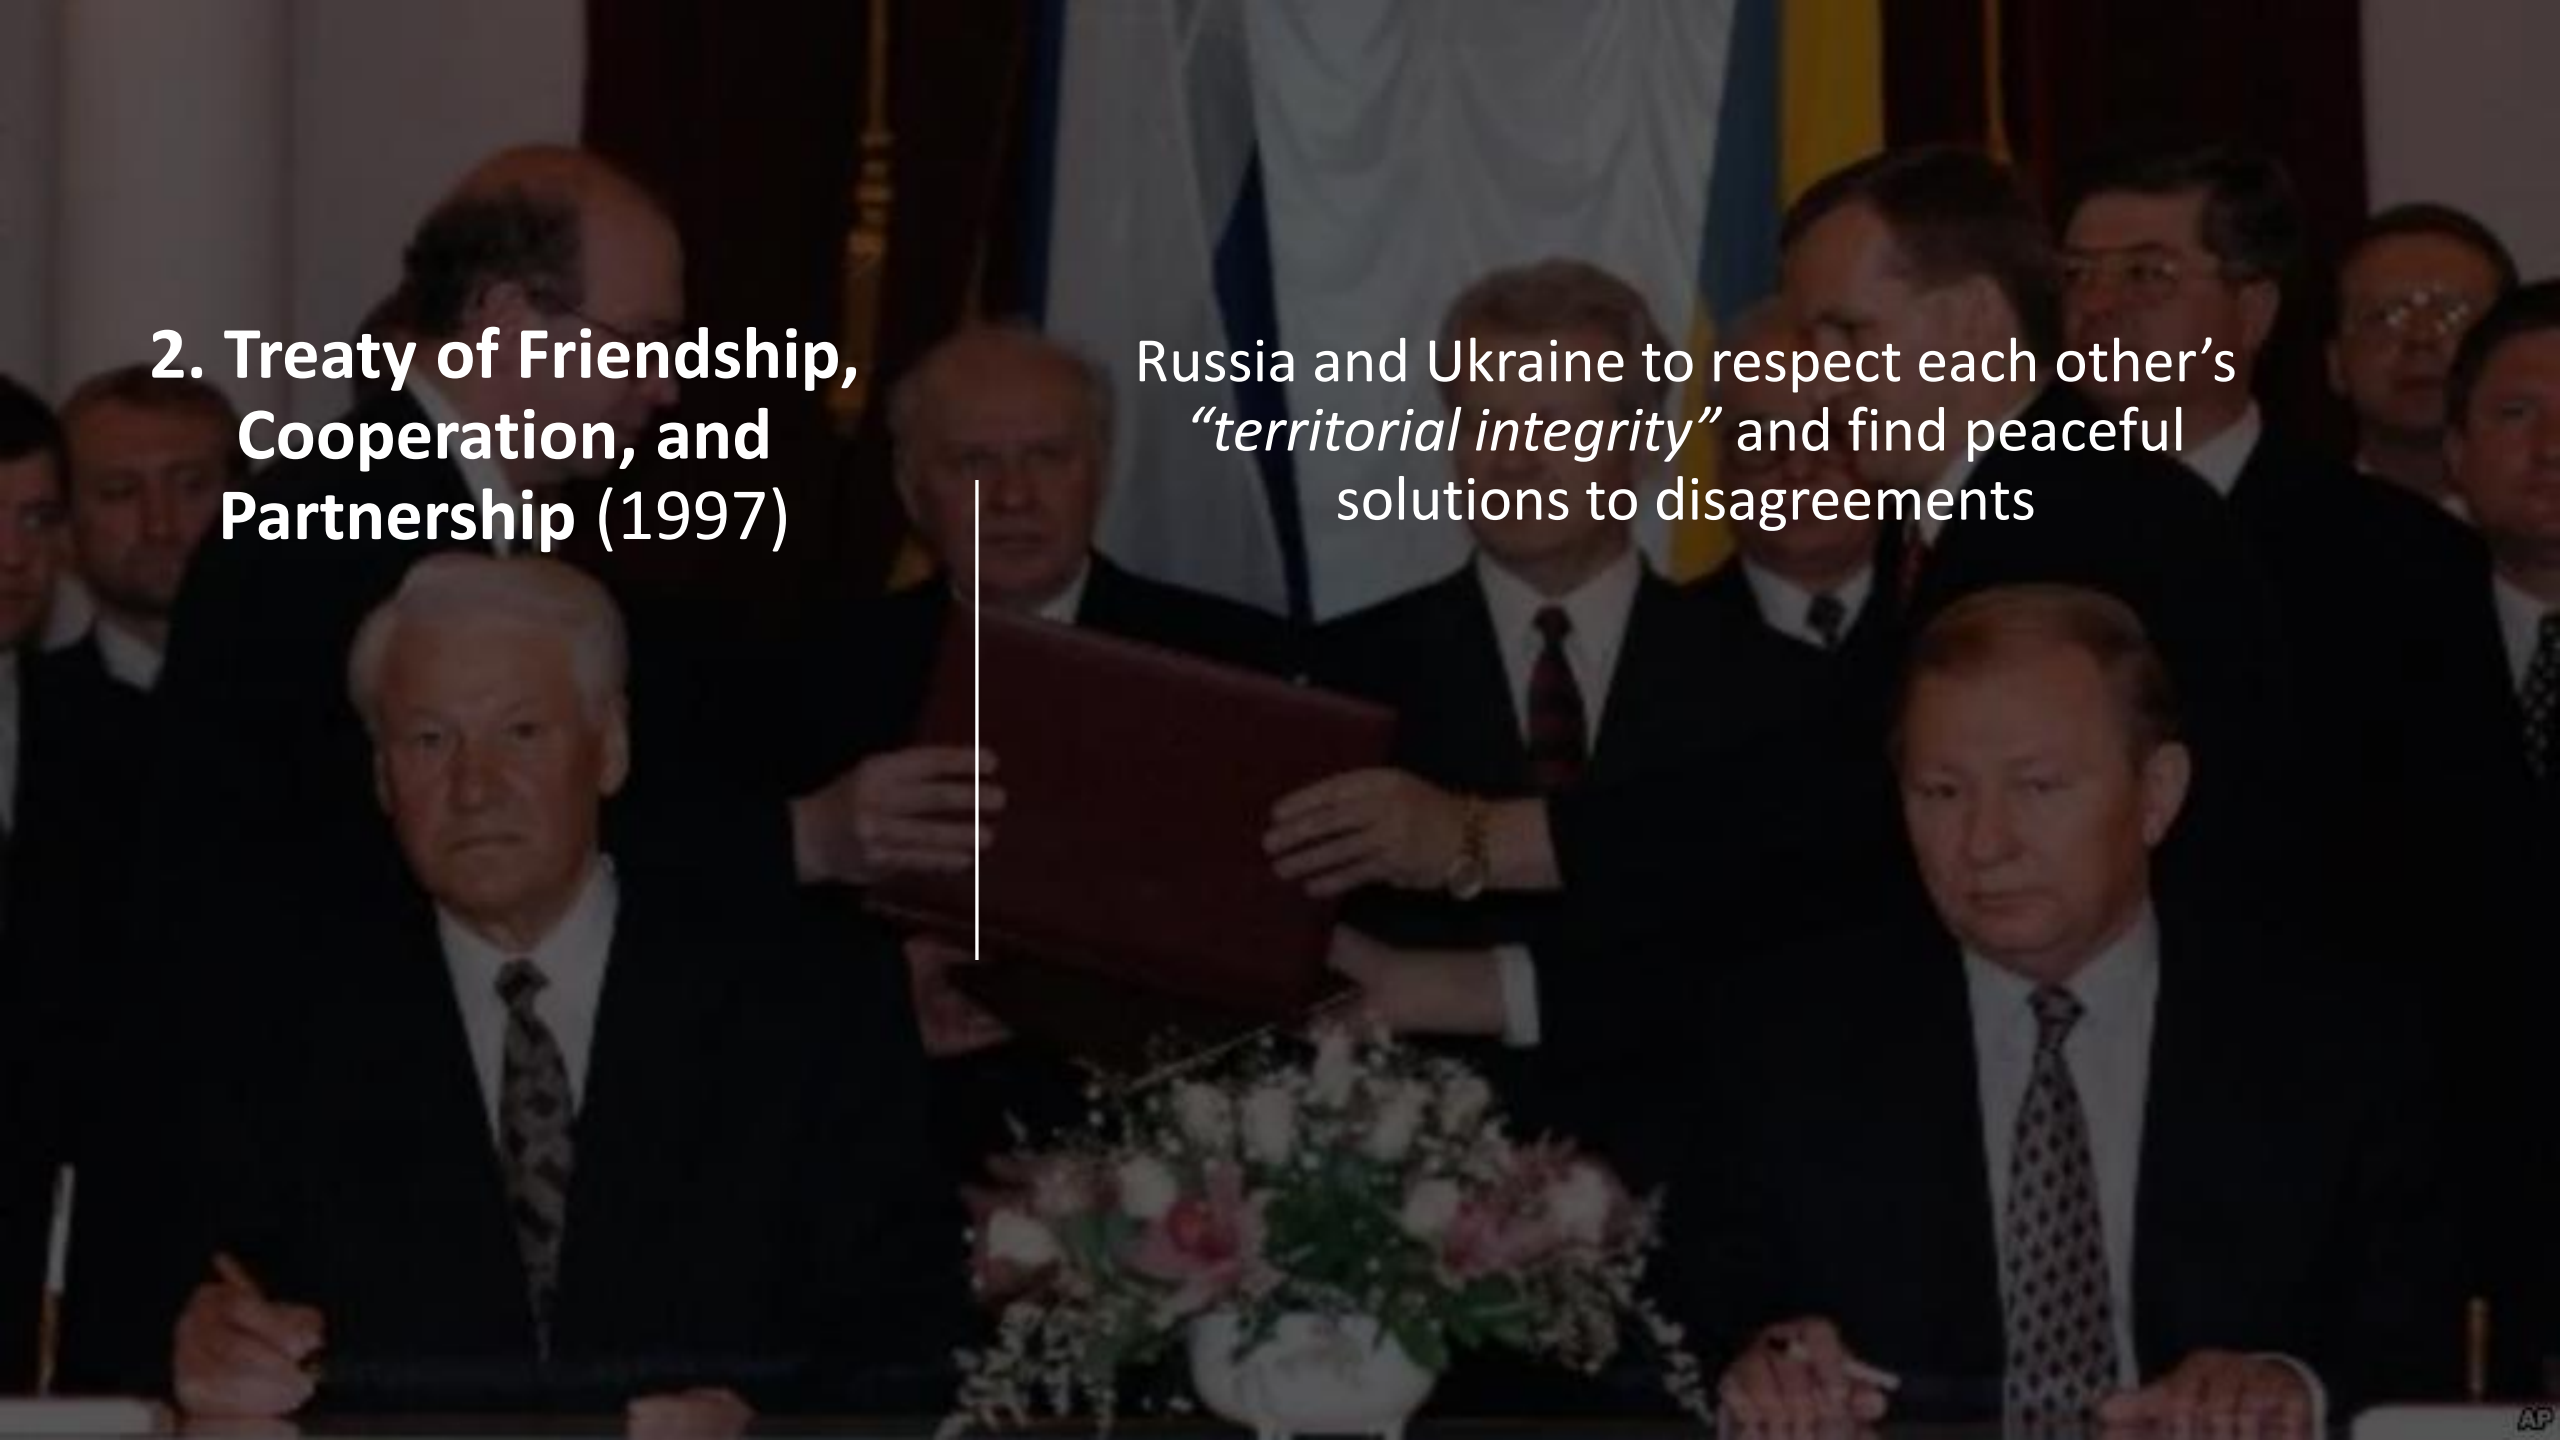 2. Treaty of Friendship,
Cooperation, and
Partnership (1997)
Russia and Ukraine to respect each other’s
“territorial integrity” and find peaceful
solutions to disagreements
AP